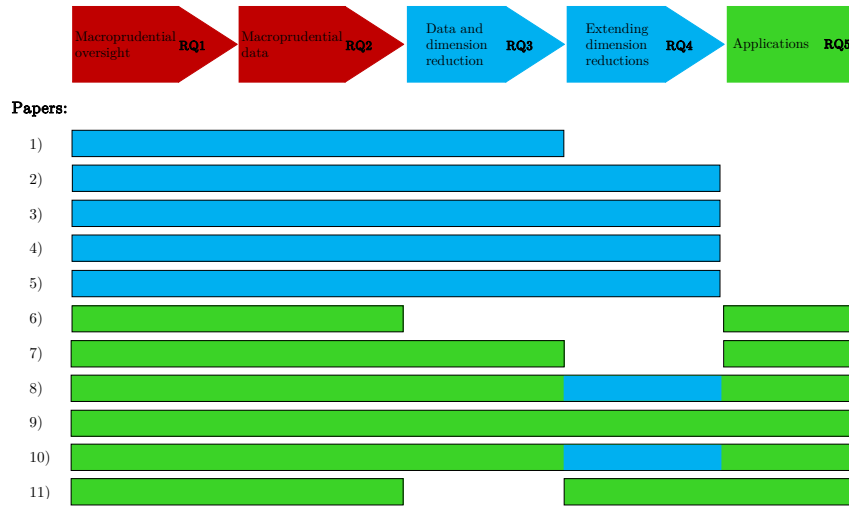 Macroprudential oversight RQ1
Macroprudential data RQ2
Data and dimension reduction RQ3
Extending dimension reductions RQ4
Applications RQ5
Papers:
1)
2)
3)
4)
5)
6)
7)
8)
9)
10)
11)